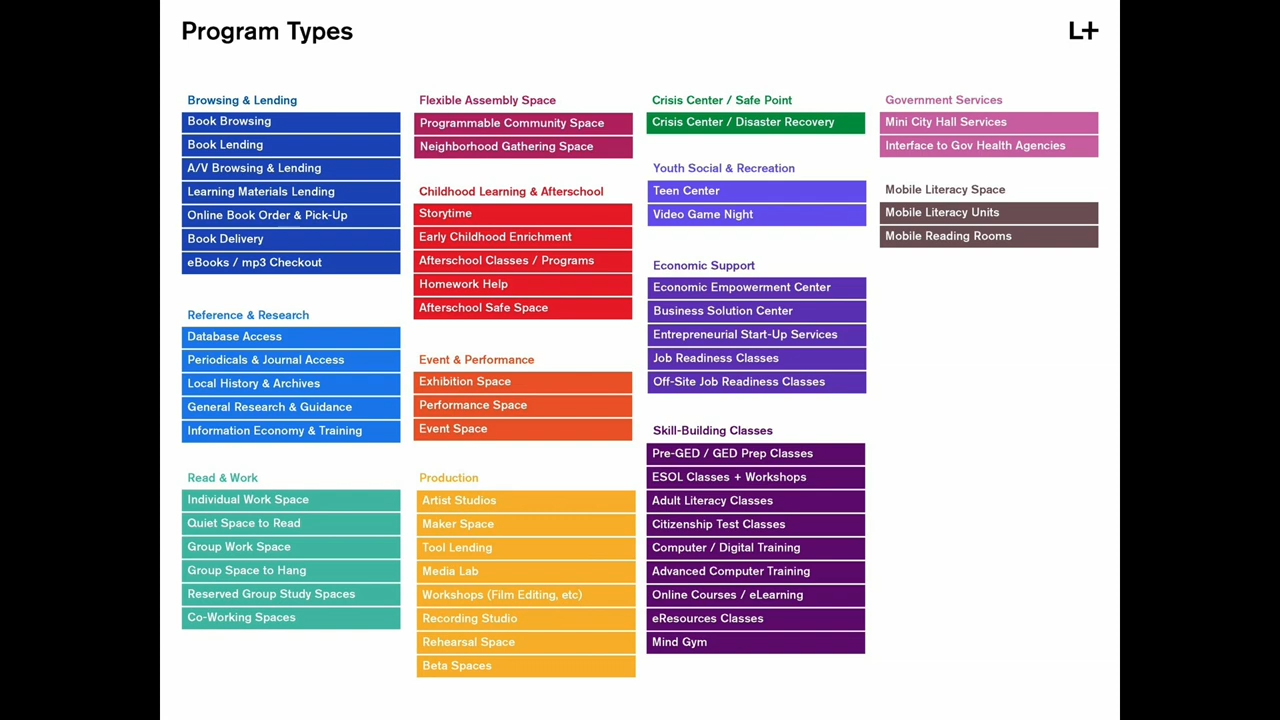 Program Types
L+
Browsing & Lending
Book Browsing
Book Lending
A/V Browsing & Lending
Learning Materials Lending
Online Book Order & Pick-Up
Book Delivery
eBooks / mp3 Checkout
Reference & Research
Database Access
Periodicals & Journal Access
Local History & Archives
General Research & Guidance
Information Economy & Training
Read & Work
Individual Work Space
Quiet Space to Read
Group Work Space
Group Space to Hang
Reserved Group Study Spaces
Co-Working Spaces
Flexible Assembly Space
Programmable Community Space
Neighborhood Gathering Space
Childhood Learning & Afterschool
Storytime
Early Childhood Enrichment
Afterschool Classes / Programs
Homework Help
Afterschool Safe Space
Event & Performance
Exhibition Space
Performance Space
Event Space
Production
Artist Studios
Maker Space
Tool Lending
Media Lab
Workshops (Film Editing, etc)
Recording Studio
Rehearsal Space
Beta Spaces
Crisis Center / Safe Point
Crisis Center / Disaster Recovery
Youth Social & Recreation
Teen Center
Video Game Night
Economic Support
Economic Empowerment Center
Business Solution Center
Entrepreneurial Start-Up Services
Job Readiness Classes
Off-Site Job Readiness Classes
Skill-Building Classes
Pre-GED / GED Prep Classes
ESOL Classes + Workshops
Adult Literacy Classes
Citizenship Test Classes
Computer / Digital Training
Advanced Computer Training
Online Courses / eLearning
eResources Classes
Mind Gym
Government Services
Mini City Hall Services
Interface to Gov Health Agencies
Mobile Literacy Space
Mobile Literacy Units
Mobile Reading Rooms